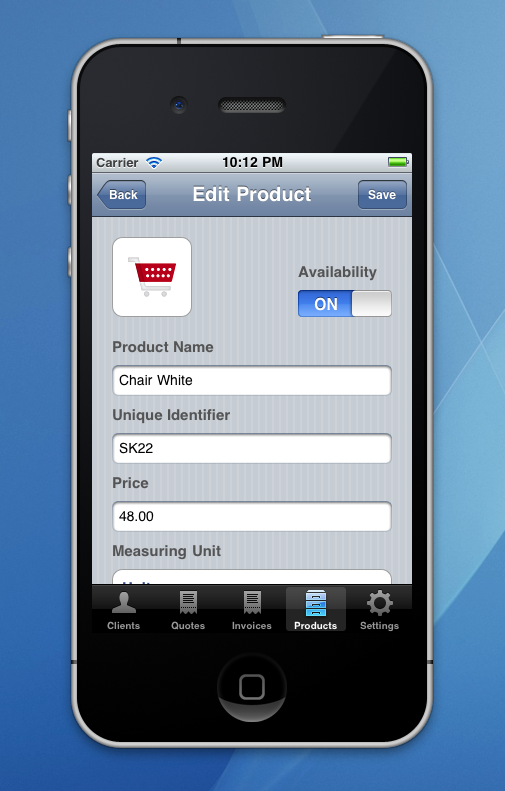 Carrier 10:12 PM
Back Edit Product Save
Availability
ON
Product Name
Chair White
Unique Identifier
SK22
Price
48.00
Measuring Unit
Clients Quotes Invoices Products Settings